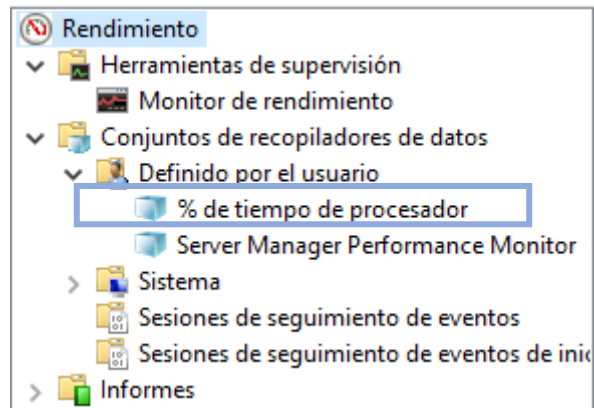 Rendimiento
Herramientas de supervisión
Monitor de rendimiento
Conjuntos de recopiladores de datos
Definido por el usuario
% de tiempo de procesador
Server Manager Performance Monitor
Sistema
Sesiones de seguimiento de eventos
Sesiones de seguimiento de eventos de inic
Informes